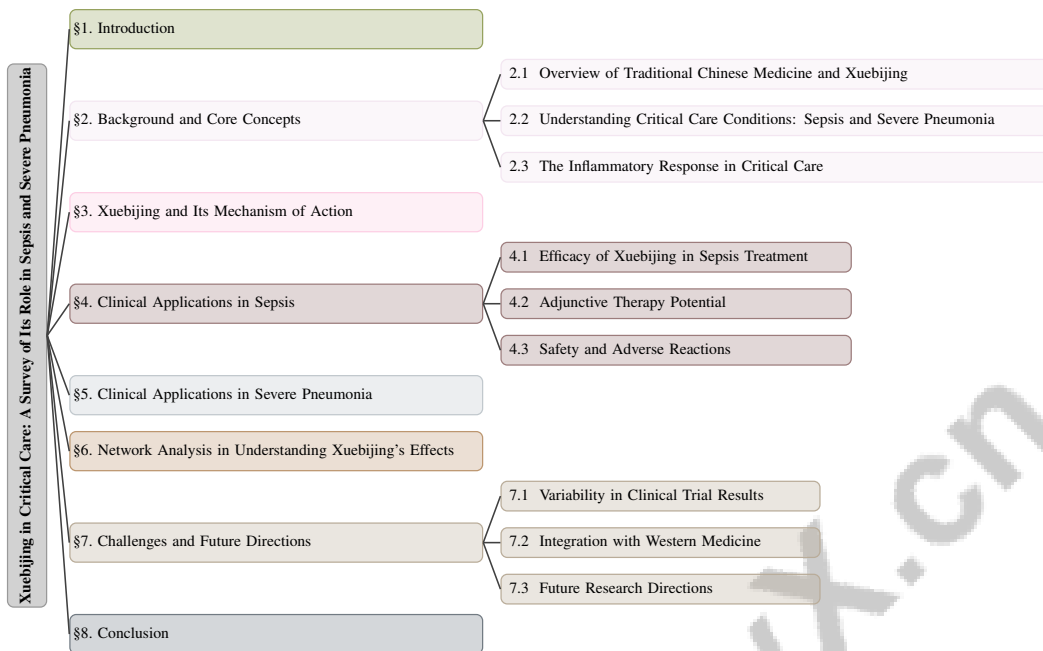 Xuebijing in Critical Care: A Survey of Its Role in Sepsis and Severe Pneumonia
§1. Introduction
§2. Background and Core Concepts
2.1 Overview of Traditional Chinese Medicine and Xuebijing
2.2 Understanding Critical Care Conditions: Sepsis and Severe Pneumonia
2.3 The Inflammatory Response in Critical Care
§3. Xuebijing and Its Mechanism of Action
§4. Clinical Applications in Sepsis
4.1 Efficacy of Xuebijing in Sepsis Treatment
4.2 Adjunctive Therapy Potential
4.3 Safety and Adverse Reactions
§5. Clinical Applications in Severe Pneumonia
§6. Network Analysis in Understanding Xuebijing's Effects
§7. Challenges and Future Directions
7.1 Variability in Clinical Trial Results
7.2 Integration with Western Medicine
7.3 Future Research Directions
§8. Conclusion
.cn